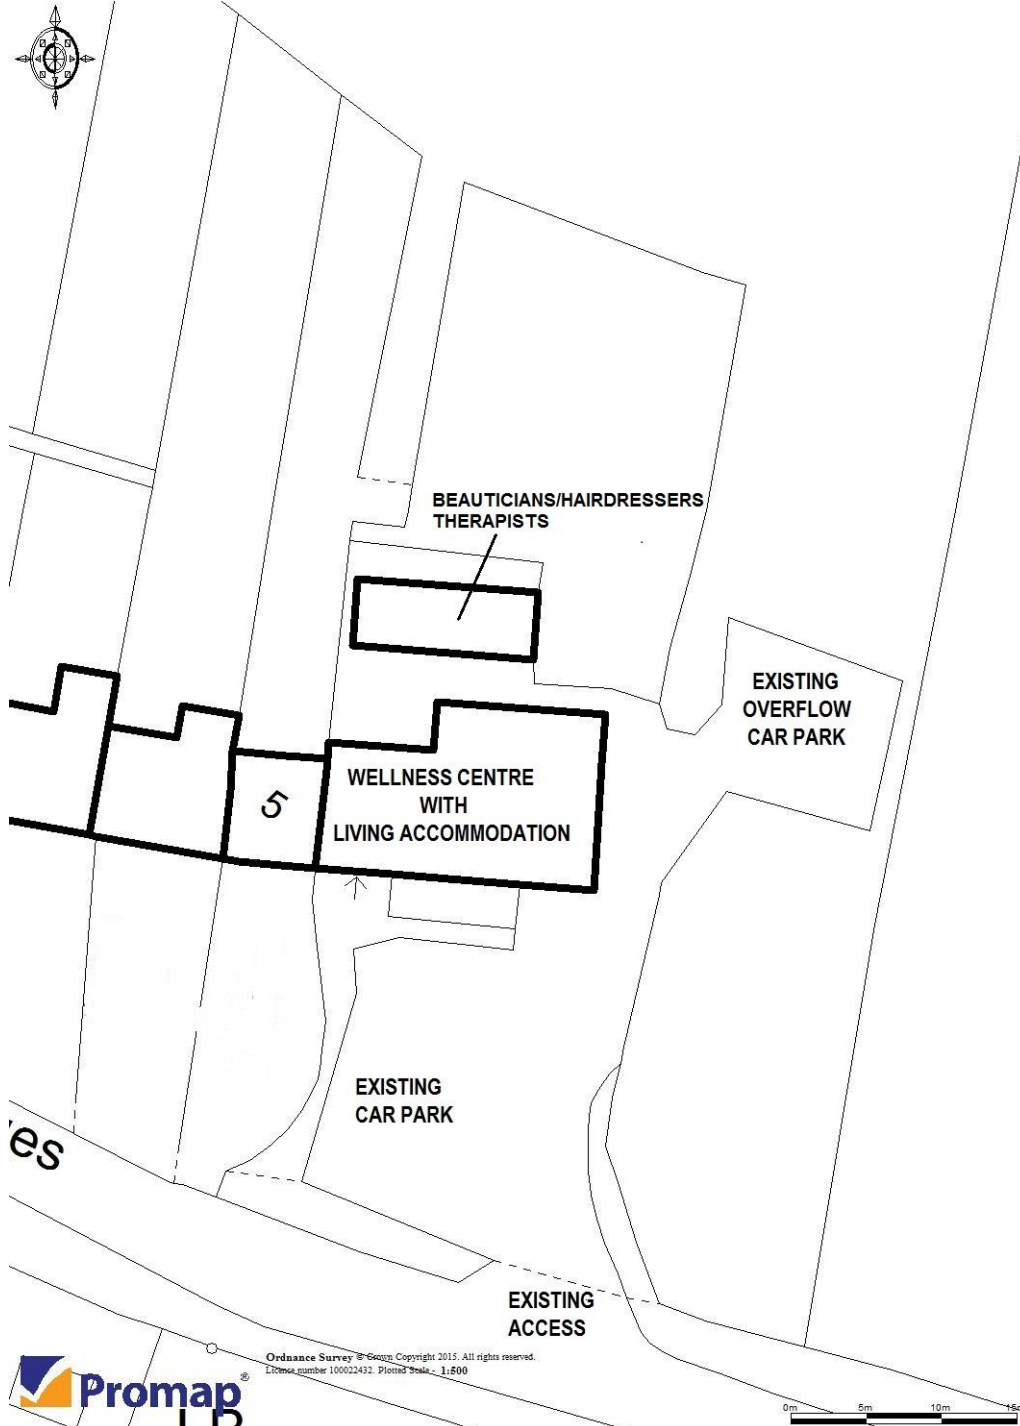 BEAUTICIANS/HAIRDRESSERS
THERAPISTS
EXISTING
OVERFLOW
CAR PARK
WELLNESS CENTRE
WITH
LIVING ACCOMMODATION
5
EXISTING
CAR PARK
es
EXISTING
ACCESS
Ordnance Survey © Crown Copyright 2015. All rights reserved.
Licence number 100022432. Plotted Scale - 1:500
Promap®
0m 5m 10m 15m